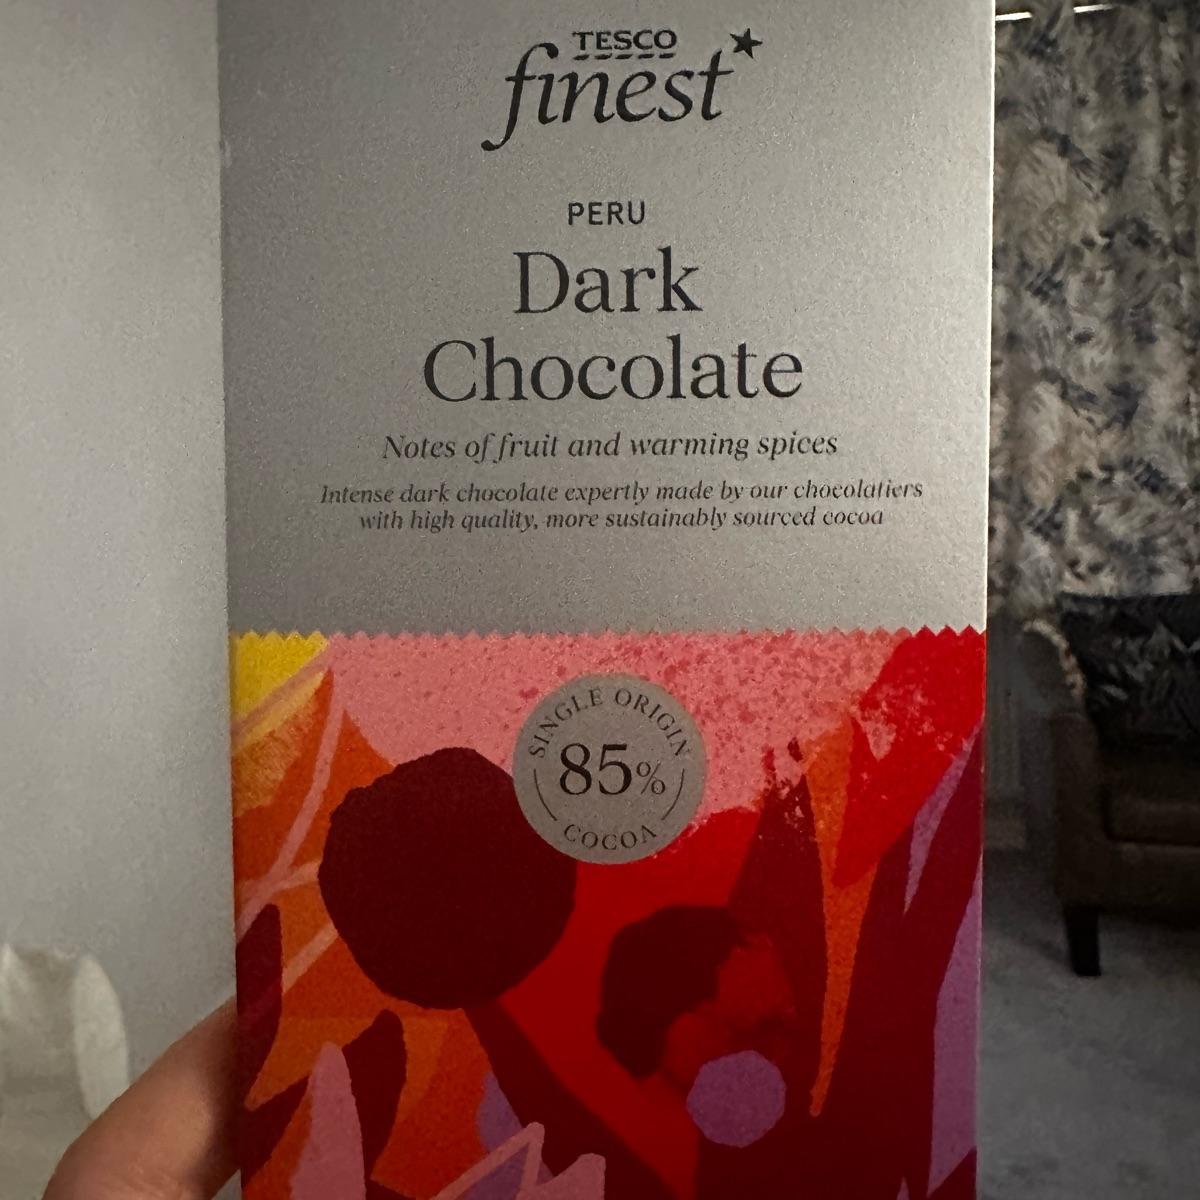 TESCO
finest
PERU
Dark
Chocolate
Notes of fruit and warming spices
Intense dark chocolate expertly made by our chocolatiers
with high quality, more sustainably sourced cocoa
SINGLE ORIGIN
85%
COCOA